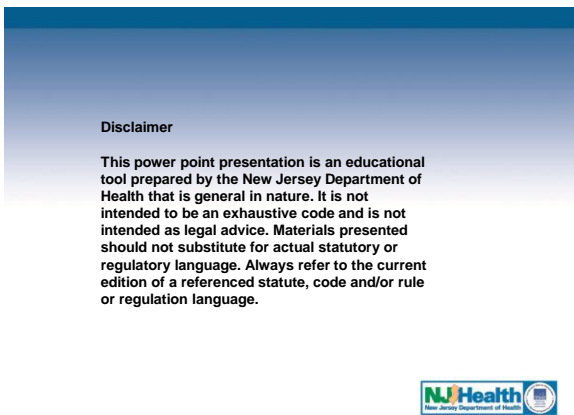 Disclaimer
This power point presentation is an educational
tool prepared by the New Jersey Department of
Health that is general in nature. It is not
intended to be an exhaustive code and is not
intended as legal advice. Materials presented
should not substitute for actual statutory or
regulatory language. Always refer to the current
edition of a referenced statute, code and/or rule
or regulation language.
NJHealth
New Jersey Department of Health